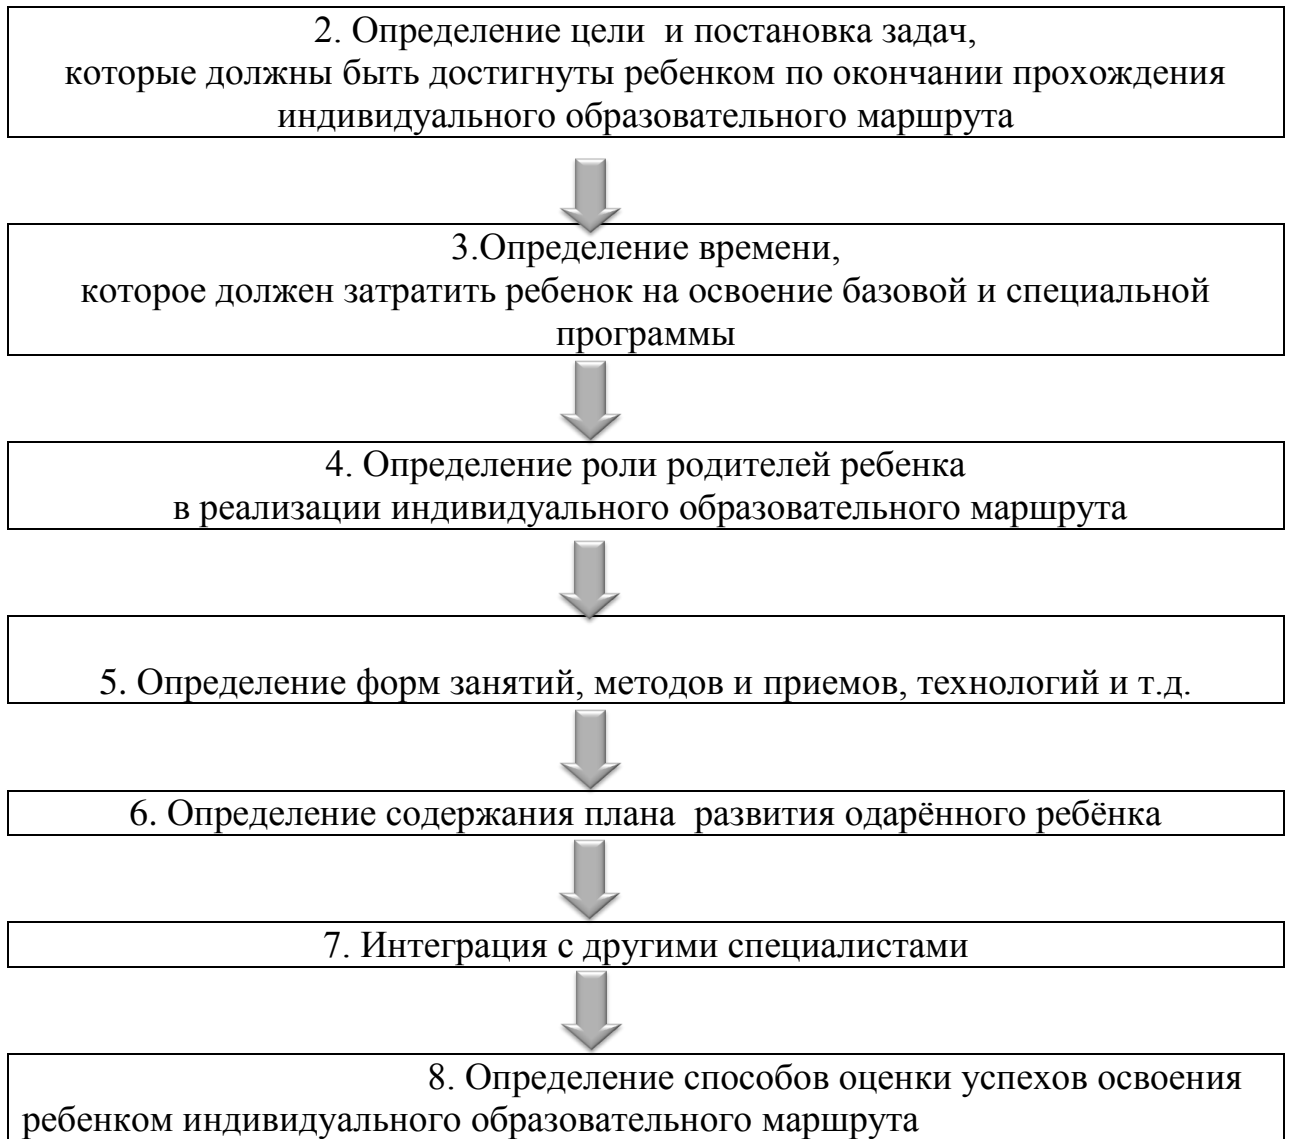 2. Определение цели  и постановка задач,
которые должны быть достигнуты ребенком по окончании прохождения
индивидуального образовательного маршрута
3.Определение времени,
которое должен затратить ребенок на освоение базовой и специальной
программы
4. Определение роли родителей ребенка
в реализации индивидуального образовательного маршрута
5. Определение форм занятий, методов и приемов, технологий и т.д.
6. Определение содержания плана  развития одарённого ребёнка
7. Интеграция с другими специалистами
8. Определение способов оценки успехов освоения
ребенком индивидуального образовательного маршрута